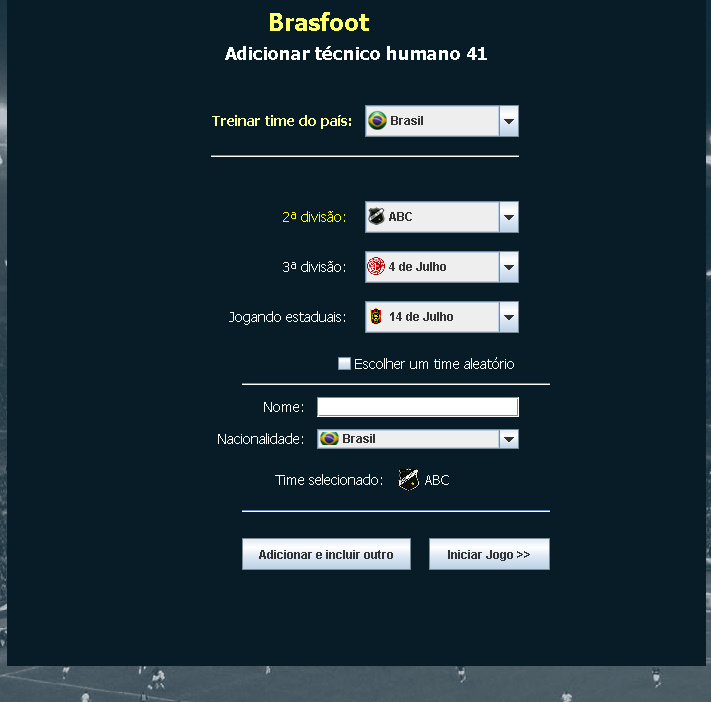 Brasfoot
Adicionar técnico humano 41
Treinar time do país: Brasil
2ª divisão: ABC
3ª divisão: 4 de Julho
Jogando estaduais: 14 de Julho
Escolher um time aleatório
Nome:
Nacionalidade: Brasil
Time selecionado: ABC
Adicionar e incluir outro Iniciar Jogo >>